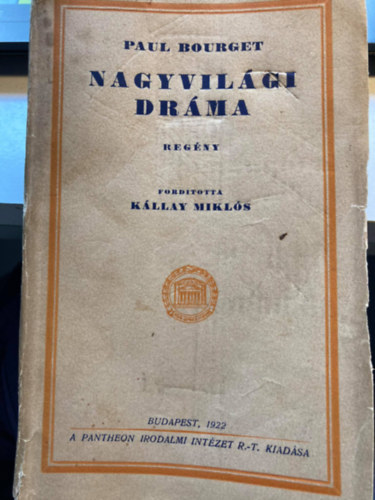 PAUL BOURGET
NAGYVILÁGI
DRÁMA
REGÉNY
FORDITOTTA
KÁLLAY MIKLÓS
BUDAPEST, 1922
A PANTHEON IRODALMI INTÉZET R.-T. KIADÁSA